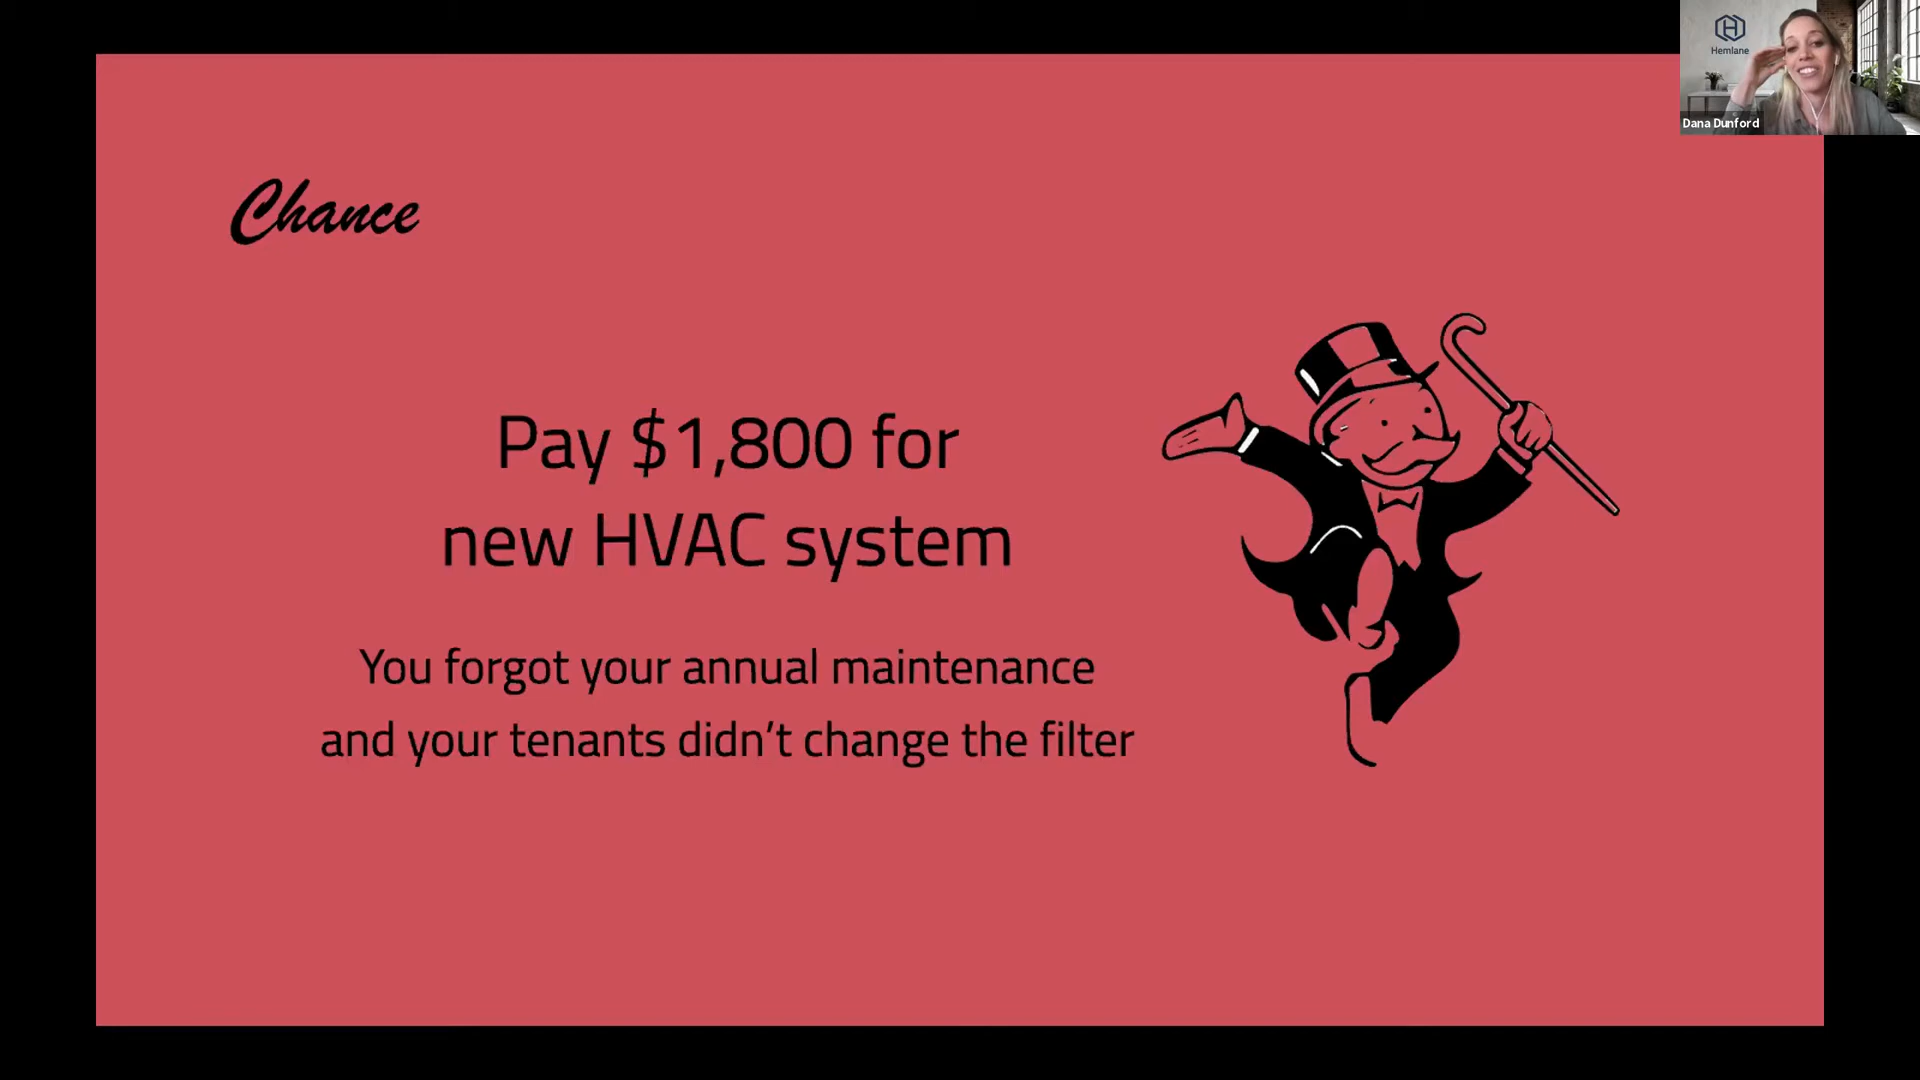 Hemlane
Dana Dunford
Chance
Pay $1,800 for
new HVAC system
You forgot your annual maintenance
and your tenants didn’t change the filter